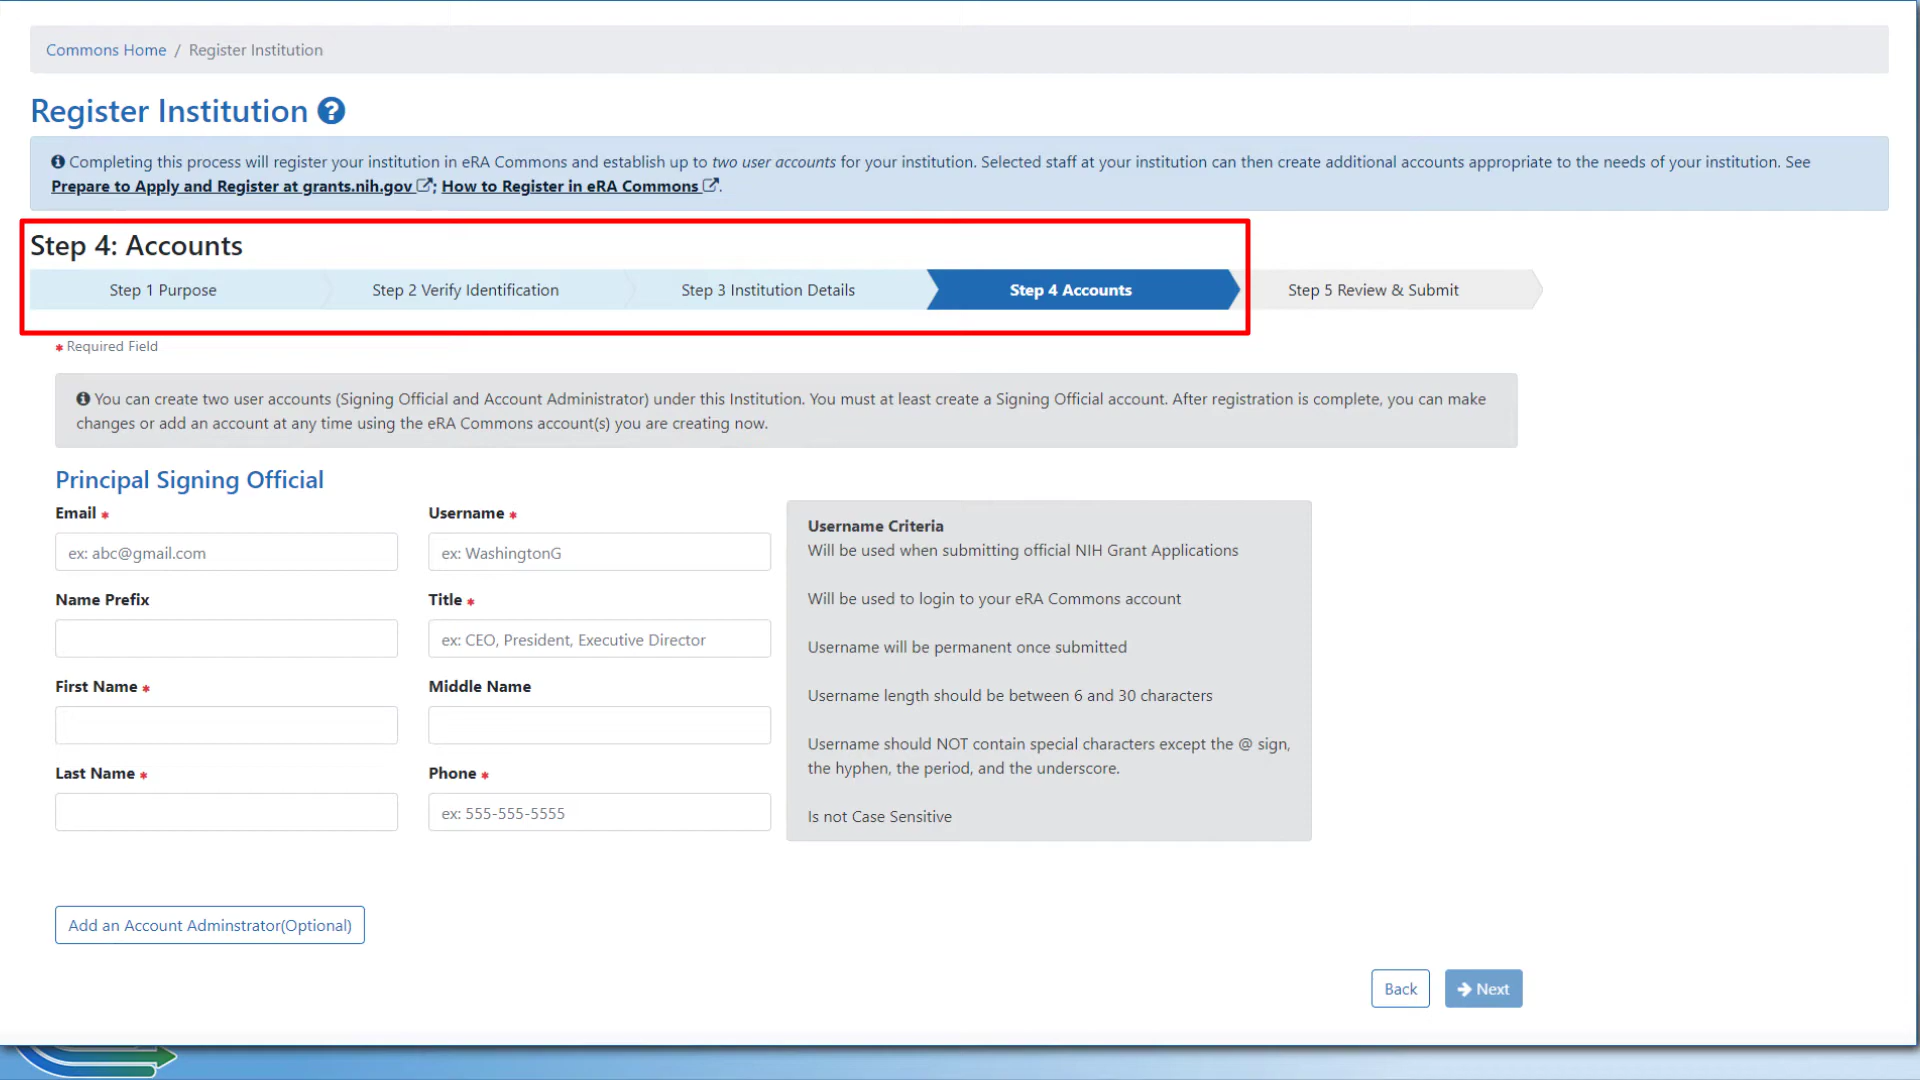 Commons Home / Register Institution
Register Institution
Completing this process will register your institution in eRA Commons and establish up to two user accounts for your institution. Selected staff at your institution can then create additional accounts appropriate to the needs of your institution. See
Prepare to Apply and Register at grants.nih.gov ; How to Register in eRA Commons .
Step 4: Accounts
Step 1 Purpose
Step 2 Verify Identification
Step 3 Institution Details
Step 4 Accounts
Step 5 Review & Submit
* Required Field
You can create two user accounts (Signing Official and Account Administrator) under this Institution. You must at least create a Signing Official account. After registration is complete, you can make
changes or add an account at any time using the eRA Commons account(s) you are creating now.
Principal Signing Official
Email *
ex: abc@gmail.com
Username *
ex: WashingtonG
Name Prefix
Title *
ex: CEO, President, Executive Director
First Name *
Middle Name
Last Name *
Phone *
ex: 555-555-5555
Username Criteria
Will be used when submitting official NIH Grant Applications
Will be used to login to your eRA Commons account
Username will be permanent once submitted
Username length should be between 6 and 30 characters
Username should NOT contain special characters except the @ sign,
the hyphen, the period, and the underscore.
Is not Case Sensitive
Add an Account Adminstrator(Optional)
Back
Next